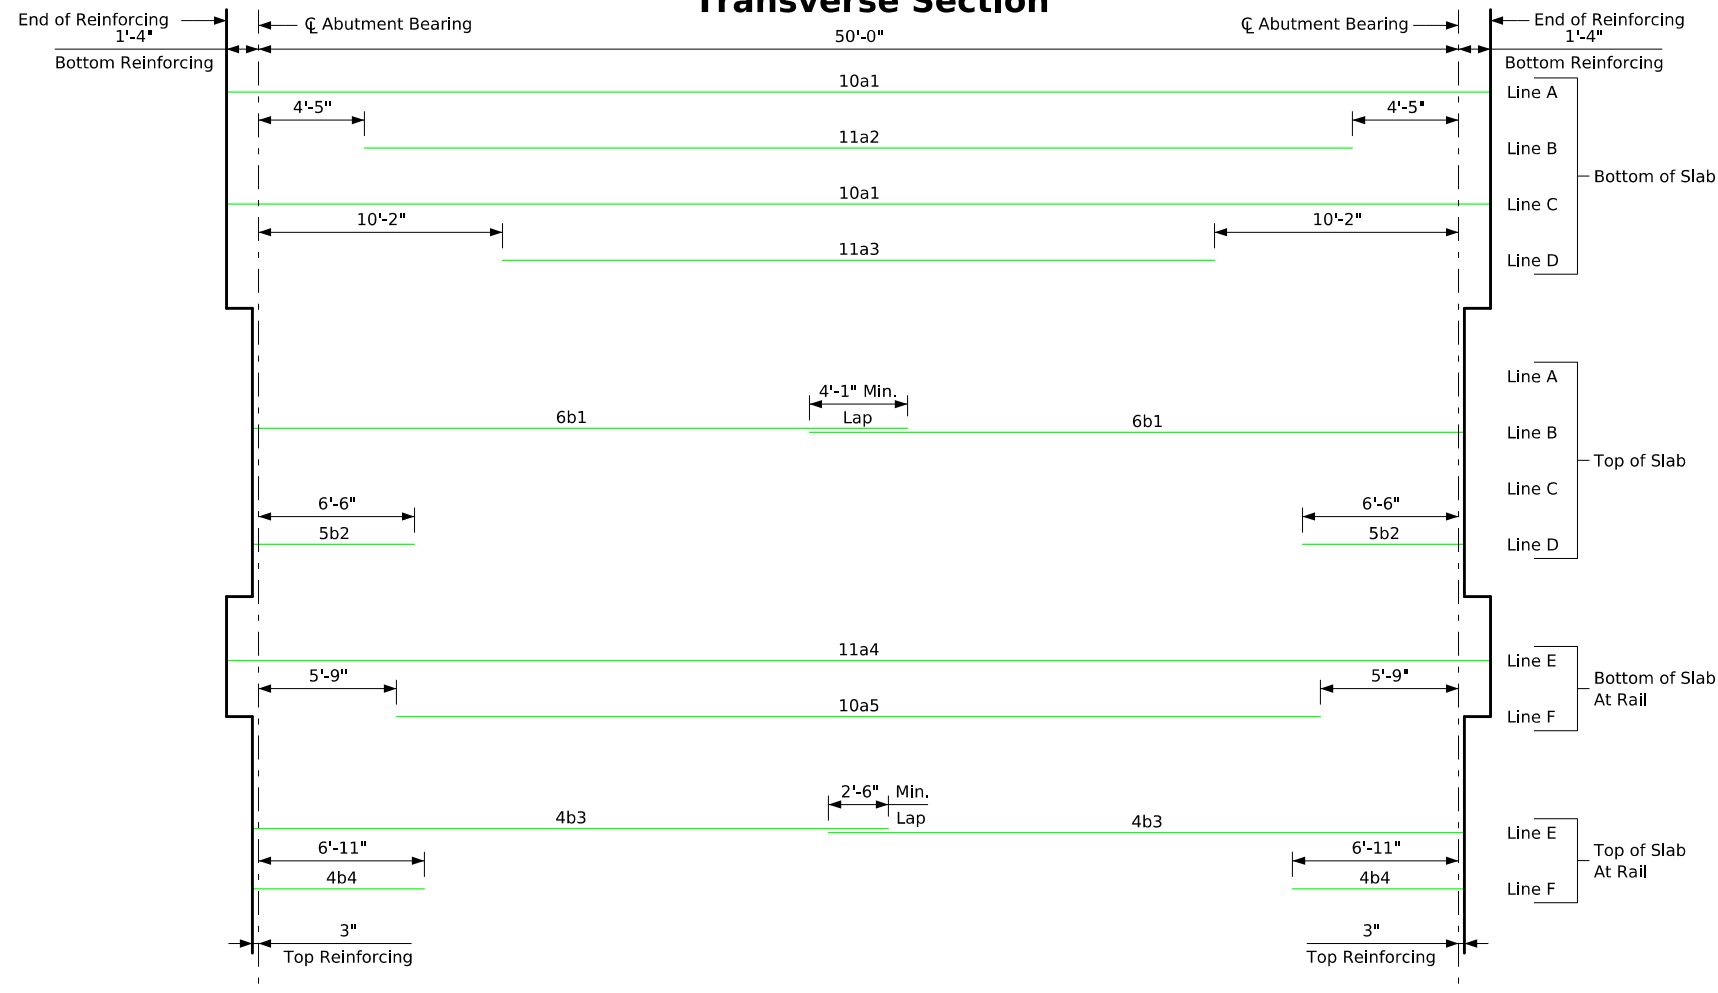 Transverse Section
End of Reinforcing
℄ Abutment Bearing
℄ Abutment Bearing
End of Reinforcing
1'-4"
50'-0"
1'-4"
Bottom Reinforcing
Bottom Reinforcing
10a1
Line A
4'-5"
4'-5"
11a2
Line B
Bottom of Slab
10a1
Line C
10'-2"
10'-2"
11a3
Line D
Line A
4'-1" Min.
Lap
6b1
6b1
Line B
Top of Slab
Line C
6'-6"
6'-6"
5b2
5b2
Line D
11a4
Line E
5'-9"
5'-9"
Bottom of Slab
At Rail
10a5
Line F
2'-6" Min.
Lap
4b3
4b3
Line E
6'-11"
6'-11"
Top of Slab
At Rail
4b4
4b4
Line F
3"
3"
Top Reinforcing
Top Reinforcing